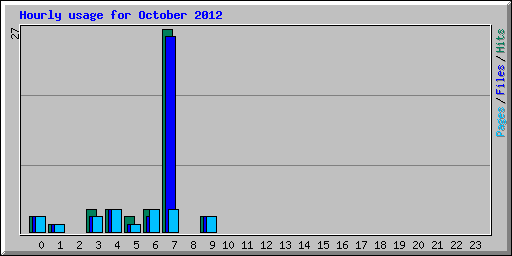 Hourly usage for October 2012
27
Pages/Files/Hits
0 1 2 3 4 5 6 7 8 9 10 11 12 13 14 15 16 17 18 19 20 21 22 23